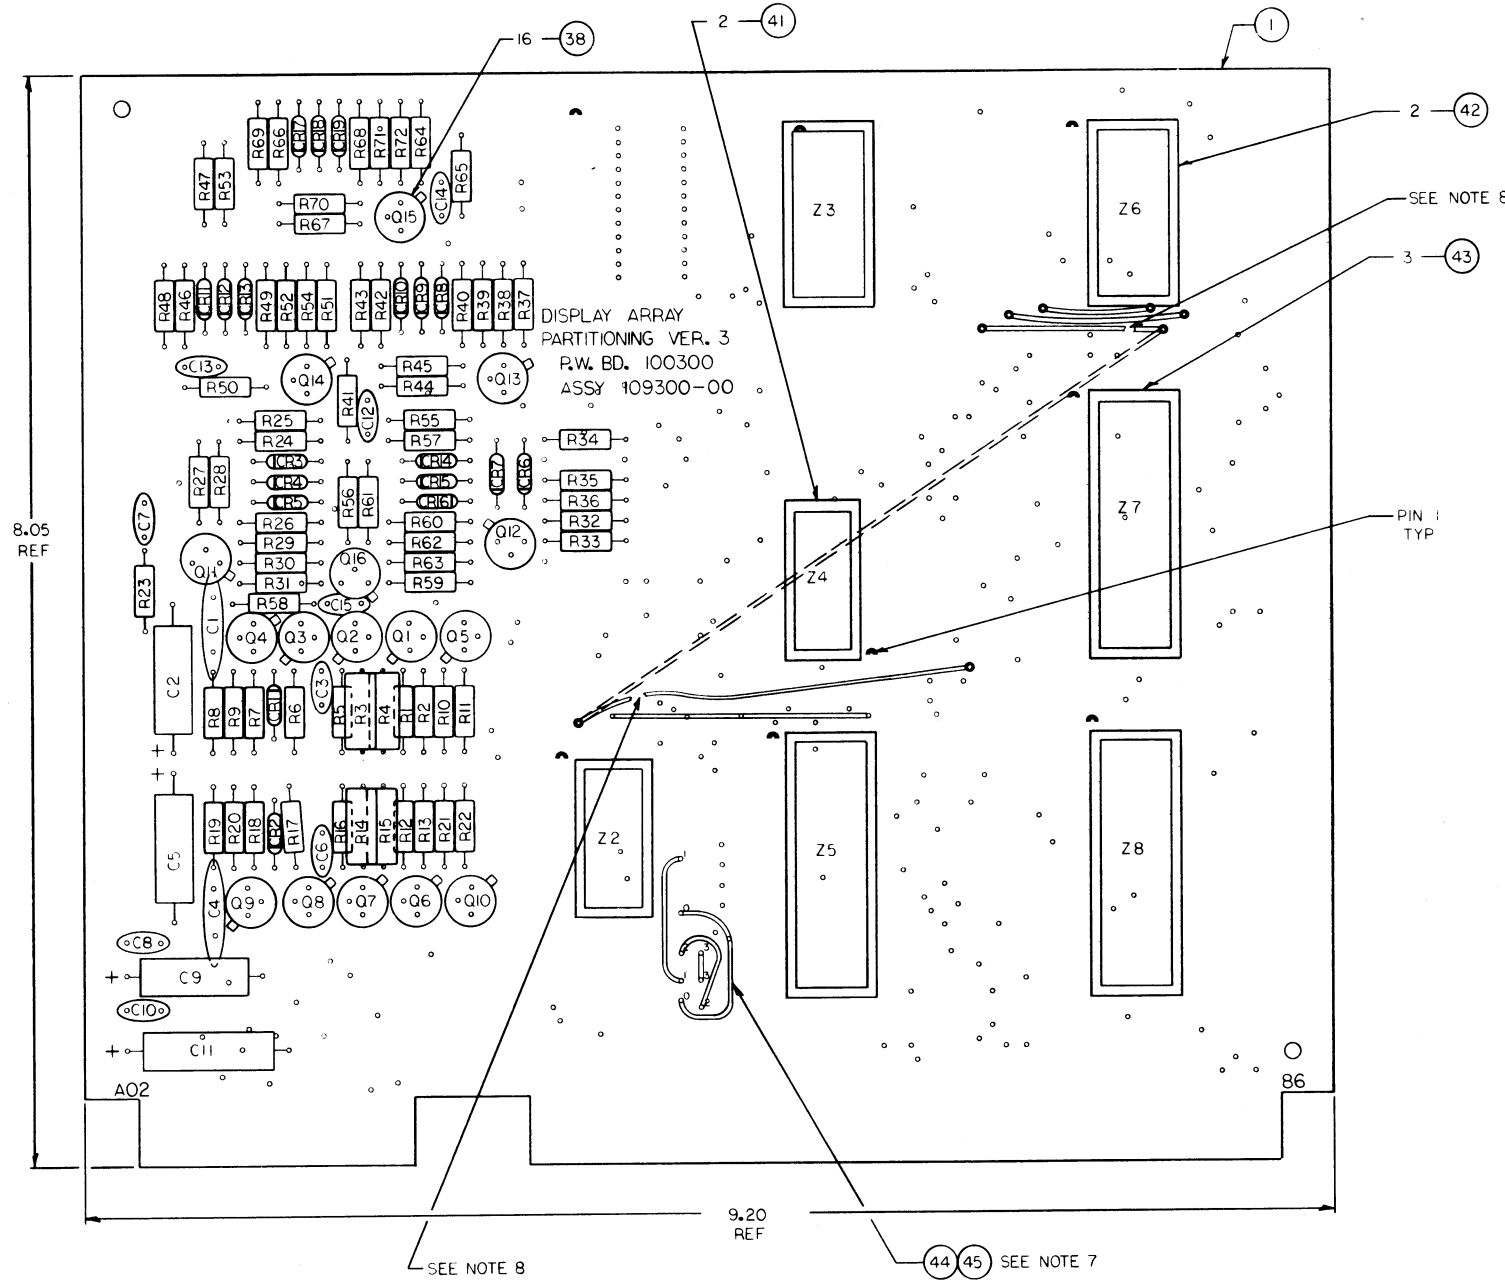 2 41
1
16 38
2 42
R69 R66 CR17 CR18 CR19 R68 R71 R72 R64
R47 R53 R65
C14
R70
R67
Q15
Z3
Z6
SEE NOTE 8
3 43
R48 R46 CR11 CR12 CR13 R49 R52 R54 R51 R43 R42 CR10 CR9 CR8 R40 R39 R38 R37
DISPLAY ARRAY
PARTITIONING VER. 3
P.W. BD. 100300
ASSY 109300-00
C13
R50
Q14
R41
C12
R45
R44
Q13
R25 R55
R24 R57
R34
CR3 CR14
CR4 CR15
CR5 CR16
R27 R28
R56 R61
CR7 CR6
R35
R36
R32
R33
C7
R26 R60
R29 R62
R30 R63
R31 R59
R58
Q11
Q16
Q12
C15
Z7
PIN 1
TYP
8.05
REF
R23
C1
Z4
Q4 Q3 Q2 Q1 Q5
C2
C3
R8 R9 R7 CR1 R6 R5 R3 R4 R1 R2 R10 R11
+
+
C5
R19 R20 R18 CR2 R17 R16 R14 R15 R12 R13 R21 R22
C6
Z2
Z5
Z8
C4
Q9 Q8 Q7 Q6 Q10
1
0
3
1
3
0
2
C8
+ C9
C10
+ C11
A02
86
9.20
REF
SEE NOTE 8
44 45 SEE NOTE 7